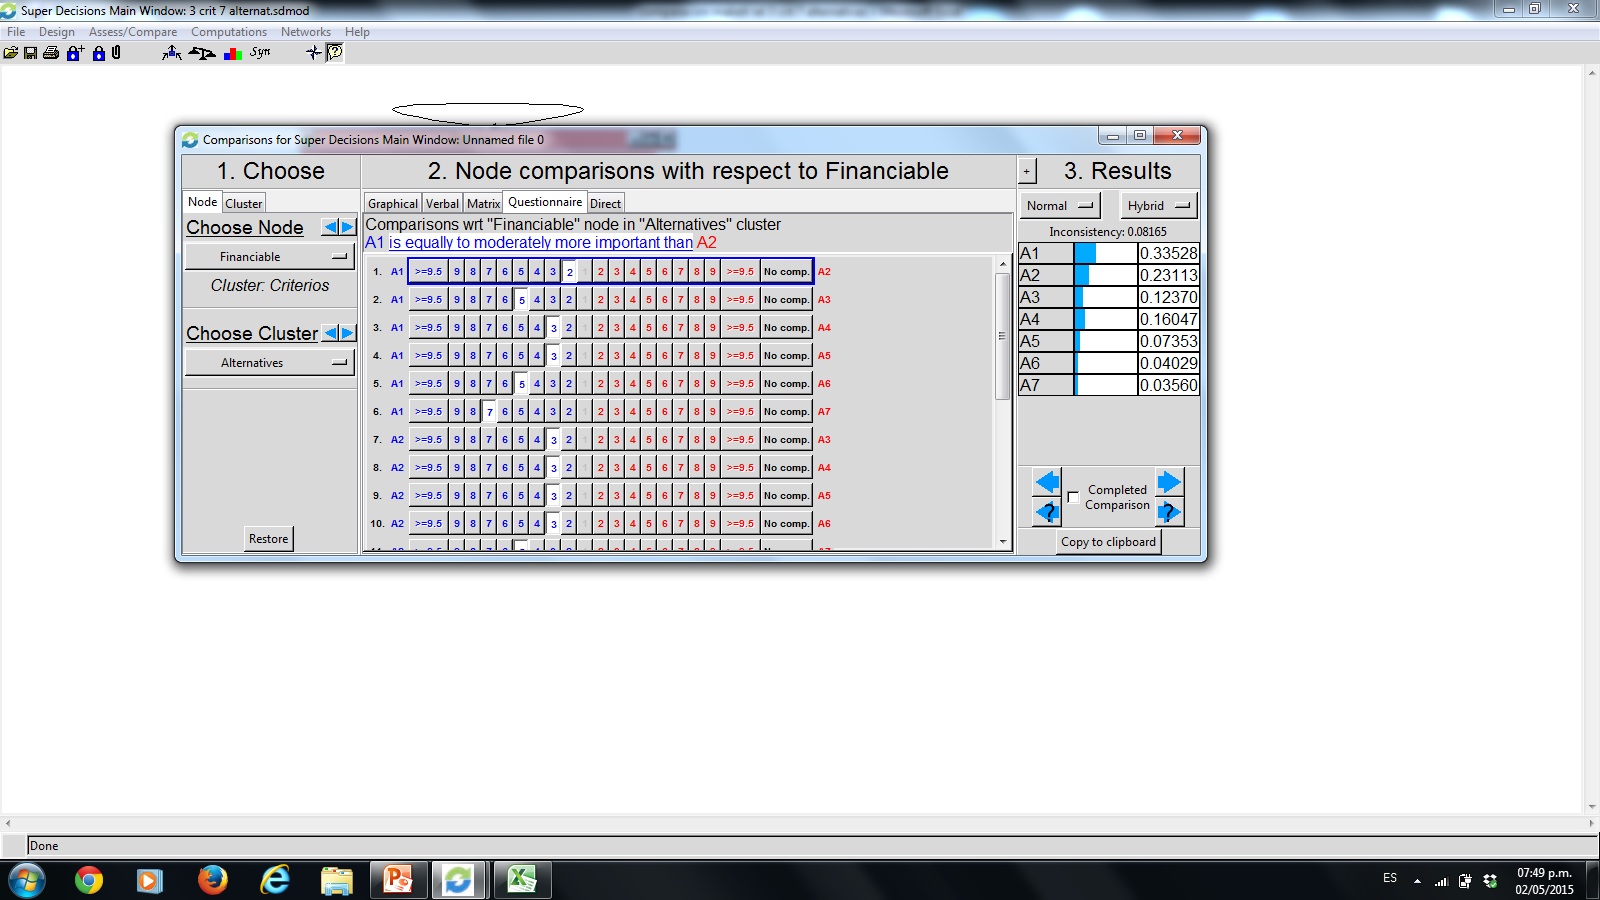 Super Decisions Main Window: 3 crit 7 alternat.sdmod
File Design Assess/Compare Computations Networks Help
Syn
Comparisons for Super Decisions Main Window: Unnamed file 0
1. Choose
2. Node comparisons with respect to Financiable
+ 3. Results
Node Cluster
Graphical Verbal Matrix Questionnaire Direct
Normal Hybrid
Choose Node
Financiable
Cluster: Criterios
Choose Cluster
Alternatives
Restore
Comparisons wrt "Financiable" node in "Alternatives" cluster
A1 is equally to moderately more important than A2
1. A1 >=9.5 9 8 7 6 5 4 3 2 1 2 3 4 5 6 7 8 9 >=9.5 No comp. A2
2. A1 >=9.5 9 8 7 6 5 4 3 2 1 2 3 4 5 6 7 8 9 >=9.5 No comp. A3
3. A1 >=9.5 9 8 7 6 5 4 3 2 1 2 3 4 5 6 7 8 9 >=9.5 No comp. A4
4. A1 >=9.5 9 8 7 6 5 4 3 2 1 2 3 4 5 6 7 8 9 >=9.5 No comp. A5
5. A1 >=9.5 9 8 7 6 5 4 3 2 1 2 3 4 5 6 7 8 9 >=9.5 No comp. A6
6. A1 >=9.5 9 8 7 6 5 4 3 2 1 2 3 4 5 6 7 8 9 >=9.5 No comp. A7
7. A2 >=9.5 9 8 7 6 5 4 3 2 1 2 3 4 5 6 7 8 9 >=9.5 No comp. A3
8. A2 >=9.5 9 8 7 6 5 4 3 2 1 2 3 4 5 6 7 8 9 >=9.5 No comp. A4
9. A2 >=9.5 9 8 7 6 5 4 3 2 1 2 3 4 5 6 7 8 9 >=9.5 No comp. A5
10. A2 >=9.5 9 8 7 6 5 4 3 2 1 2 3 4 5 6 7 8 9 >=9.5 No comp. A6
Inconsistency: 0.08165
A1 0.33528
A2 0.23113
A3 0.12370
A4 0.16047
A5 0.07353
A6 0.04029
A7 0.03560
Completed
Comparison
Copy to clipboard
Done
ES
07:49 p.m.
02/05/2015